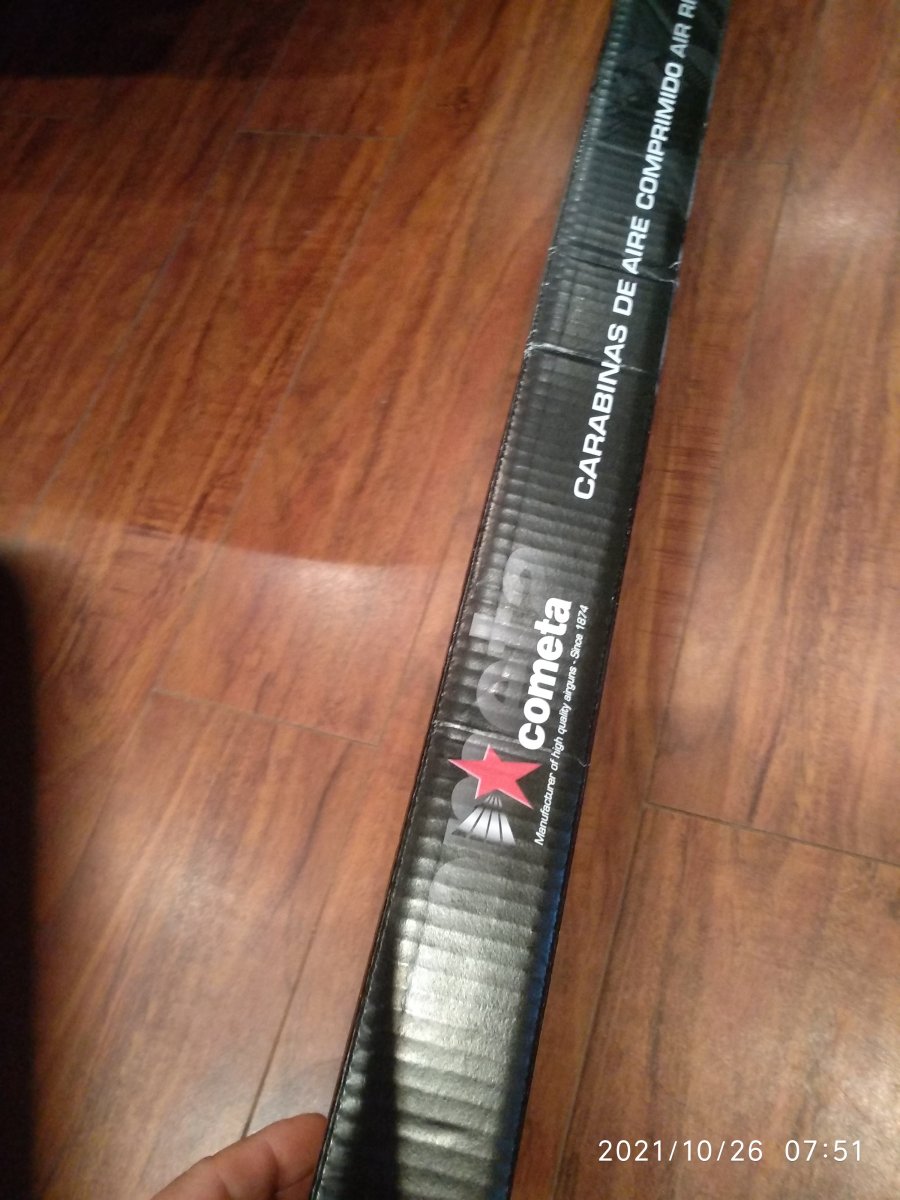 CARABINAS DE AIRE COMPRIMIDO AIR
cometa
Manufacturer of high quality airguns - Since 1874
2021/10/26 07:51